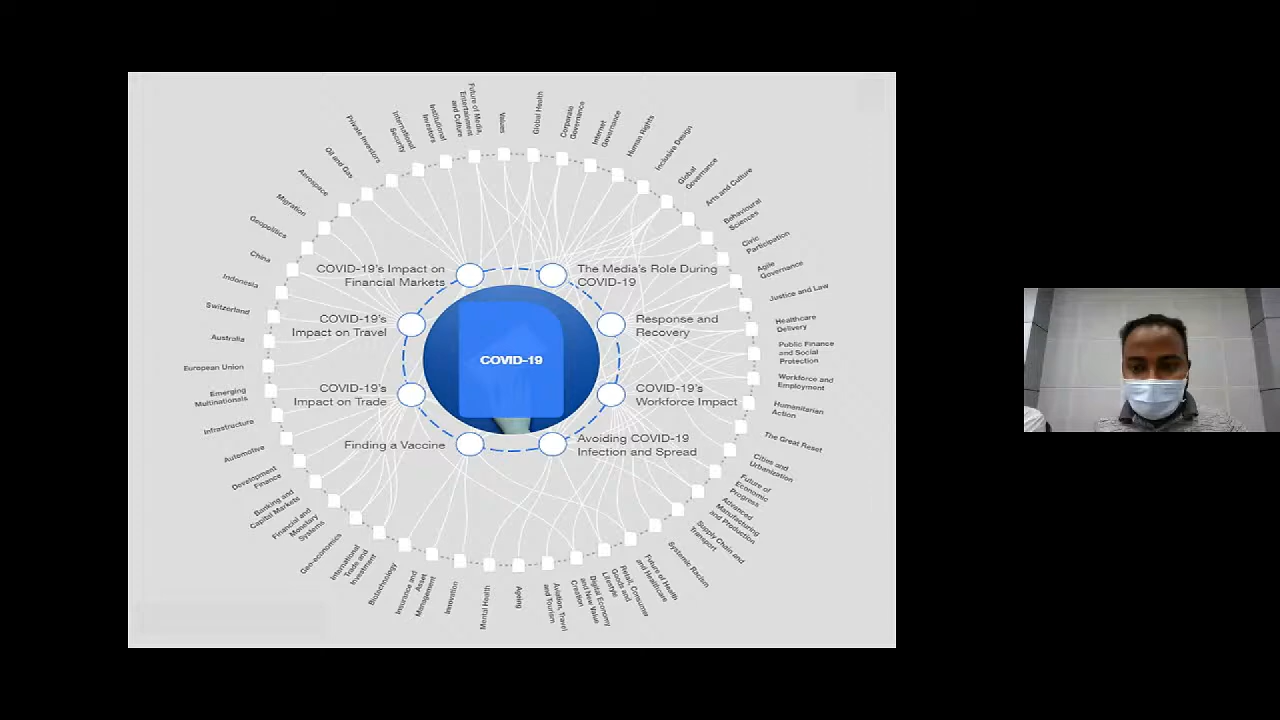 COVID-19
COVID-19's Impact on
Financial Markets
The Media's Role During
COVID-19
COVID-19's
Impact on Travel
Response and
Recovery
COVID-19's
Impact on Trade
COVID-19's
Workforce Impact
Finding a Vaccine
Avoiding COVID-19
Infection and Spread
Values
Global Health
Corporate
Governance
Internet
Governance
Human Rights
Inclusive Design
Global
Governance
Arts and Culture
Behavioural
Sciences
Civic
Participation
Agile
Governance
Justice and Law
Healthcare
Delivery
Public Finance
and Social
Protection
Workforce and
Employment
Humanitarian
Action
The Great Reset
Cities and
Urbanization
Future of
Economic
Progress
Advanced
Manufacturing
and Production
Supply Chain and
Transport
Systemic Racism
Future of Health
and Healthcare
Retail, Consumer
Goods and
Lifestyle
Digital Economy
and New Value
Creation
Aviation, Travel
and Tourism
Ageing
Mental Health
Innovation
Insurance and
Asset
Management
Biotechnology
International
Trade and
Investment
Geo-economics
Financial and
Monetary
Systems
Banking and
Capital Markets
Development
Finance
Automotive
Infrastructure
Emerging
Multinationals
European Union
Australia
Switzerland
Indonesia
China
Geopolitics
Migration
Aerospace
Oil and Gas
Private Investors
International
Security
Institutional
Investors
Future of Media,
Entertainment
and Culture